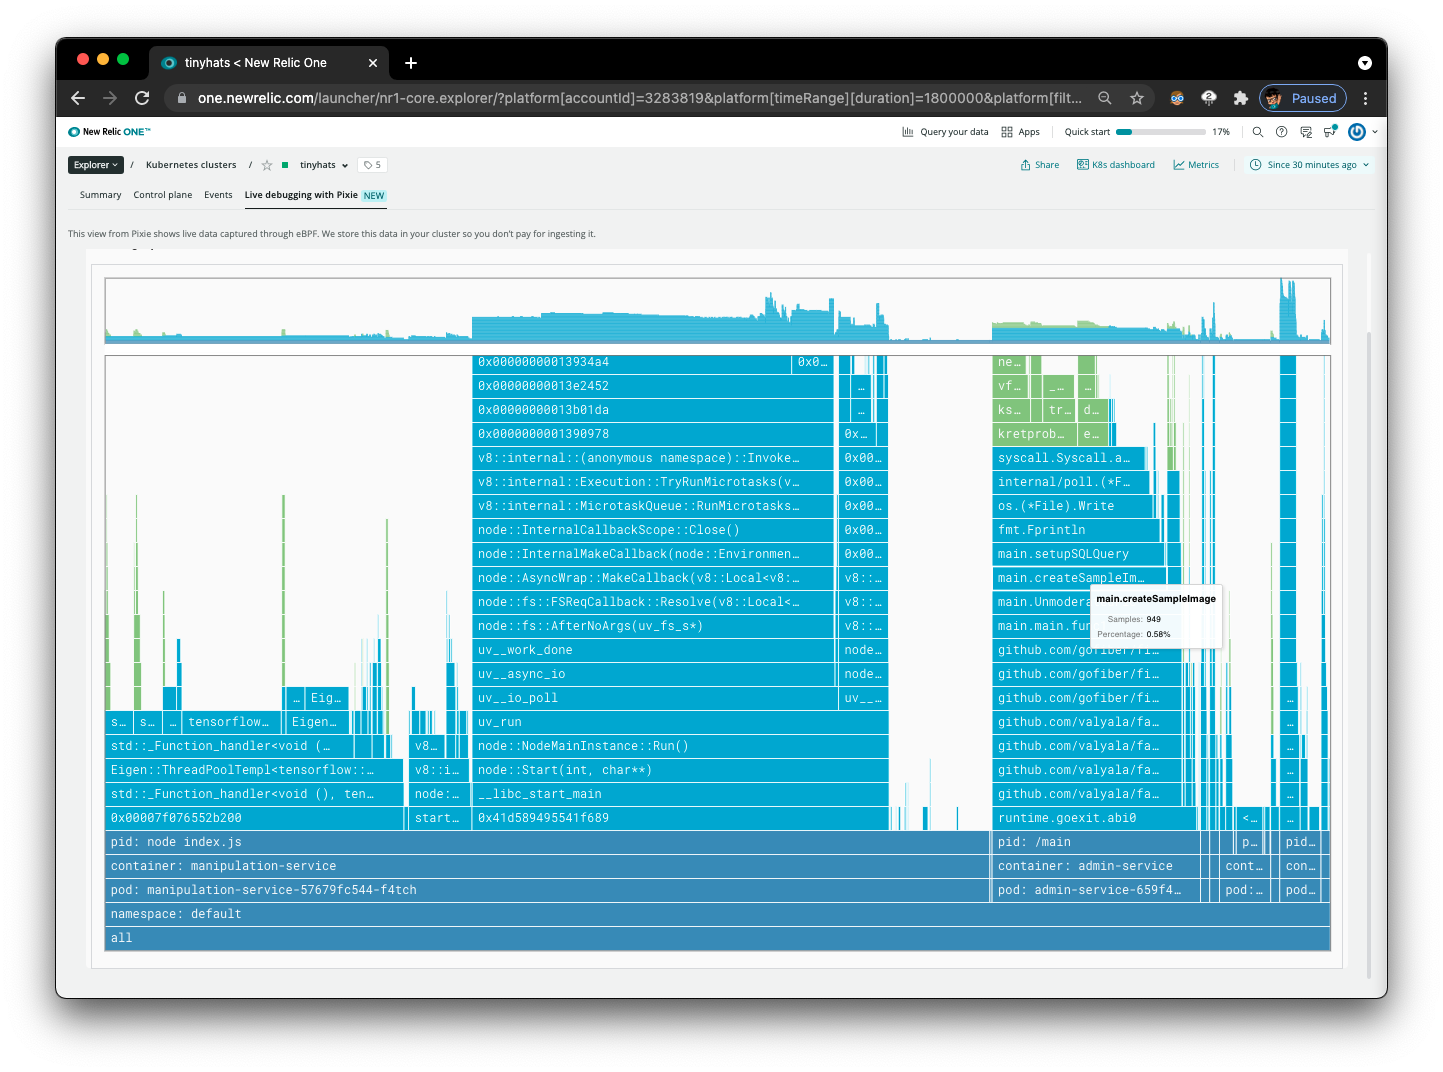 tinyhats < New Relic One
one.newrelic.com/launcher/nr1-core.explorer/?platform[accountId]=3283819&platform[timeRange][duration]=1800000&platform[filt...
2
Paused
New Relic ONE™
Query your data
Apps
Quick start
17%
Explorer
/ Kubernetes clusters /
tinyhats
5
Share
K8s dashboard
Metrics
Since 30 minutes ago
Summary
Control plane
Events
Live debugging with Pixie
NEW
This view from Pixie shows live data captured through eBPF. We store this data in your cluster so you don't pay for ingesting it.
0x00000000013934a4 0x0… ne…
0x00000000013e2452 … vf… _… …
0x00000000013b01da … ks… tr… d…
0x0000000001390978 0x… kretprob… e…
v8::internal::(anonymous namespace)::Invoke… 0x00… syscall.Syscall.a…
v8::internal::Execution::TryRunMicrotasks(v… 0x00… internal/poll.(*F…
v8::internal::MicrotaskQueue::RunMicrotasks… 0x00… os.(*File).Write
node::InternalCallbackScope::Close() 0x00… fmt.Fprintln
node::InternalMakeCallback(node::Environmen… 0x00… main.setupSQLQuery
node::AsyncWrap::MakeCallback(v8::Local<v8:… v8::… main.createSampleIm…
node::fs::FSReqCallback::Resolve(v8::Local<… v8::… main.Unmodera
main.createSampleImage
Samples: 949
Percentage: 0.58%
node::fs::AfterNoArgs(uv_fs_s*) v8::… main.main.fun
uv__work_done node… github.com/gofiber/fi…
uv__async_io node… github.com/gofiber/fi…
… Eig… uv__io_poll uv__… github.com/gofiber/fi… …
s… s… … tensorflow… Eigen… uv_run github.com/valyala/fa… …
std::_Function_handler<void (… v8… node::NodeMainInstance::Run() github.com/valyala/fa… …
Eigen::ThreadPoolTempl<tensorflow::… v8::i… node::Start(int, char**) github.com/valyala/fa… …
std::_Function_handler<void (), ten… node:… __libc_start_main github.com/valyala/fa… …
0x00007f076552b200 start… 0x41d589495541f689 runtime.goexit.abi0 <… …
pid: node index.js pid: /main p… pid…
container: manipulation-service container: admin-service cont… con…
pod: manipulation-service-57679fc544-f4tch pod: admin-service-659f4… pod:… pod…
namespace: default
all